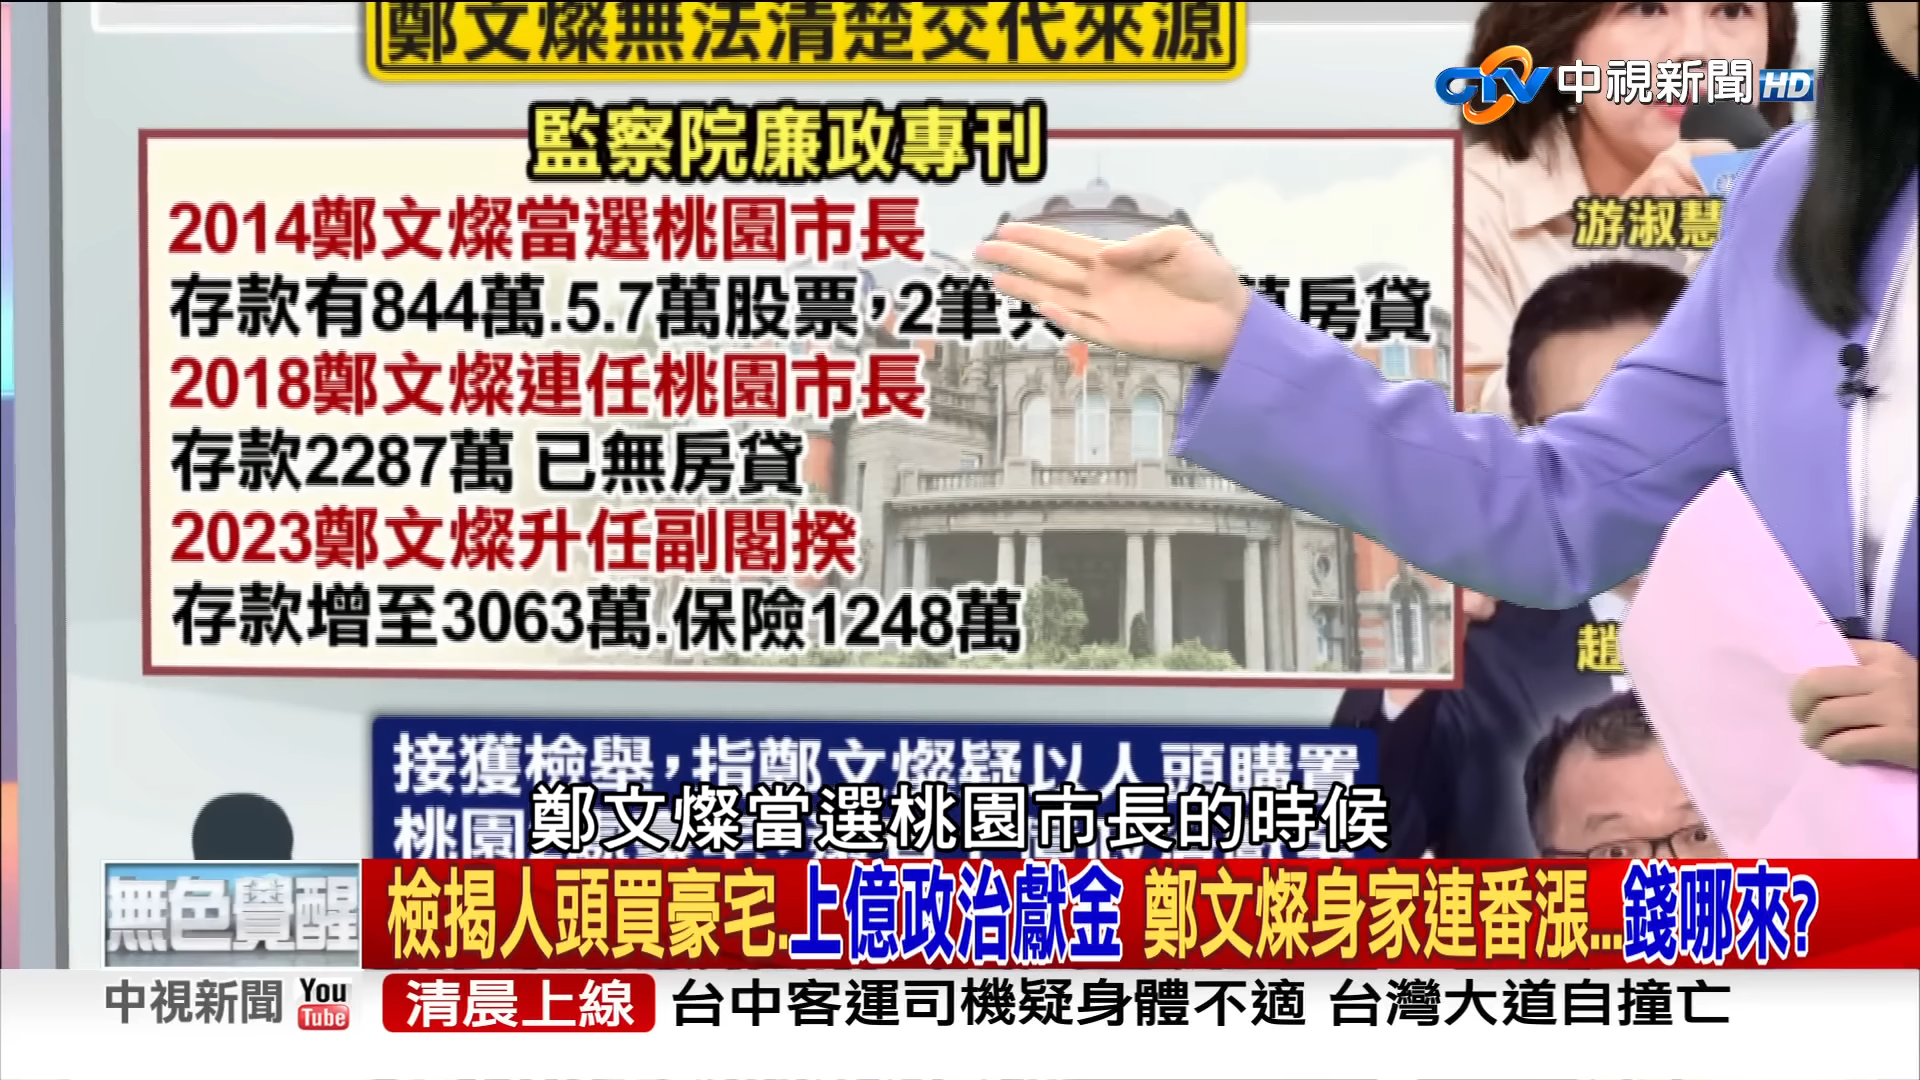 鄭文燦無法清楚交代來源
中視新聞HD
監察院廉政專刊
2014鄭文燦當選桃園市長
游淑慧
存款有844萬.5.7萬股票,2筆共 萬房貸
2018鄭文燦連任桃園市長
存款2287萬 已無房貸
2023鄭文燦升任副閣揆
存款增至3063萬.保險1248萬
趙
接獲檢舉,指鄭文燦疑以人頭購置
桃園
鄭文燦當選桃園市長的時候
無色覺醒
檢揭人頭買豪宅.上億政治獻金 鄭文燦身家連番漲...錢哪來?
中視新聞 YouTube 清晨上線 台中客運司機疑身體不適 台灣大道自撞亡